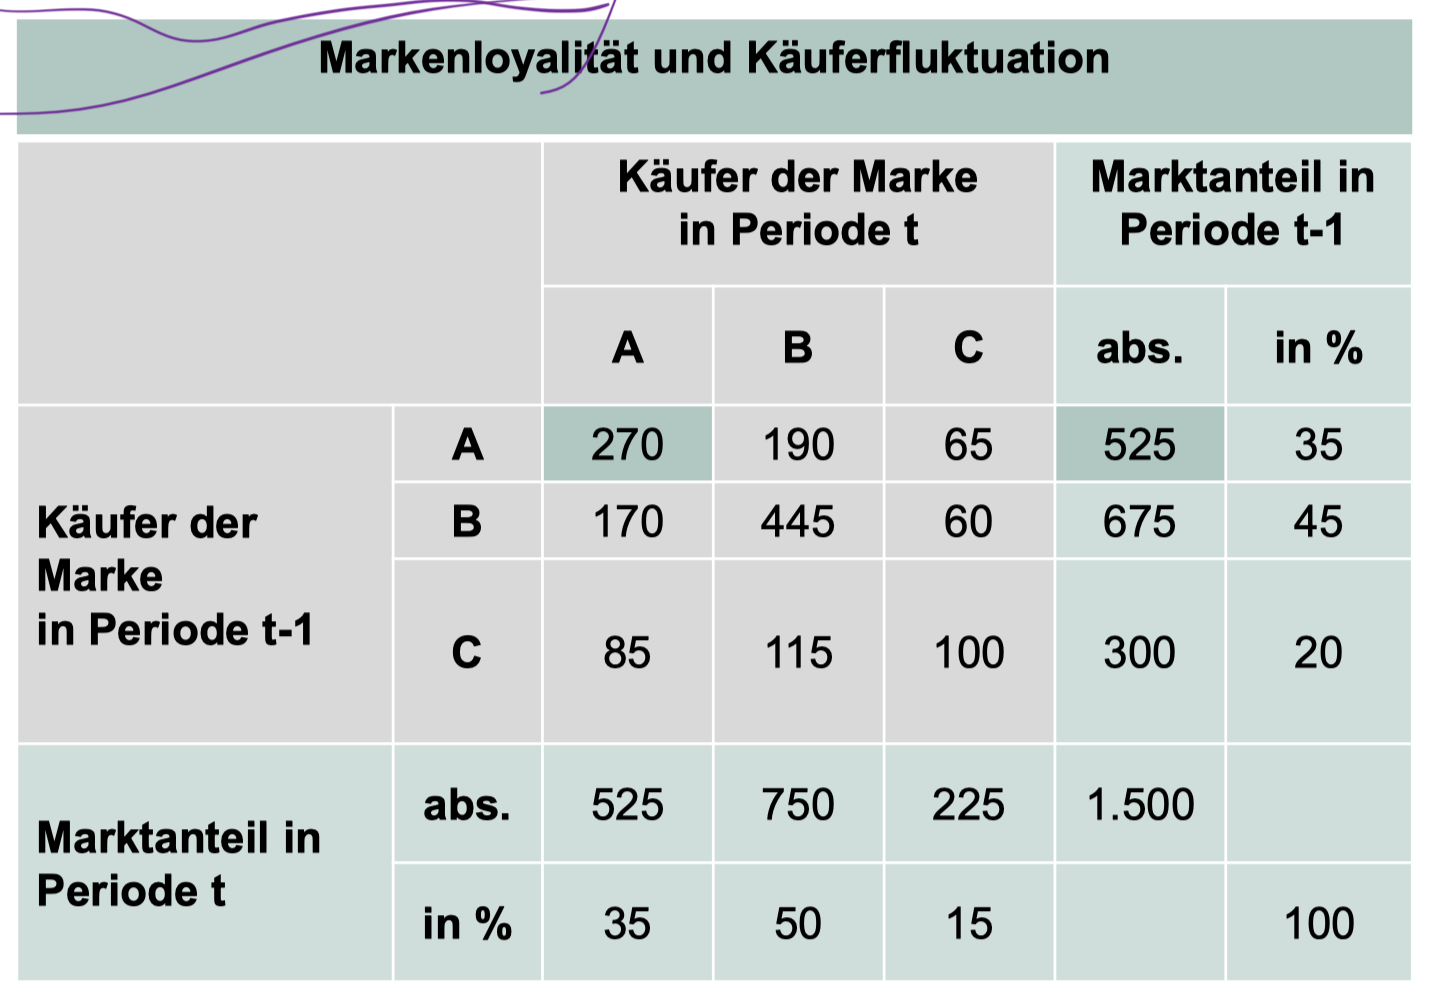 Markenloyalität und Käuferfluktuation
Käufer der Marke
in Periode t
Marktanteil in
Periode t-1
A B C abs. in %
Käufer der
Marke
in Periode t-1
A 270 190 65 525 35
B 170 445 60 675 45
C 85 115 100 300 20
Marktanteil in
Periode t
abs. 525 750 225 1.500
in % 35 50 15 100